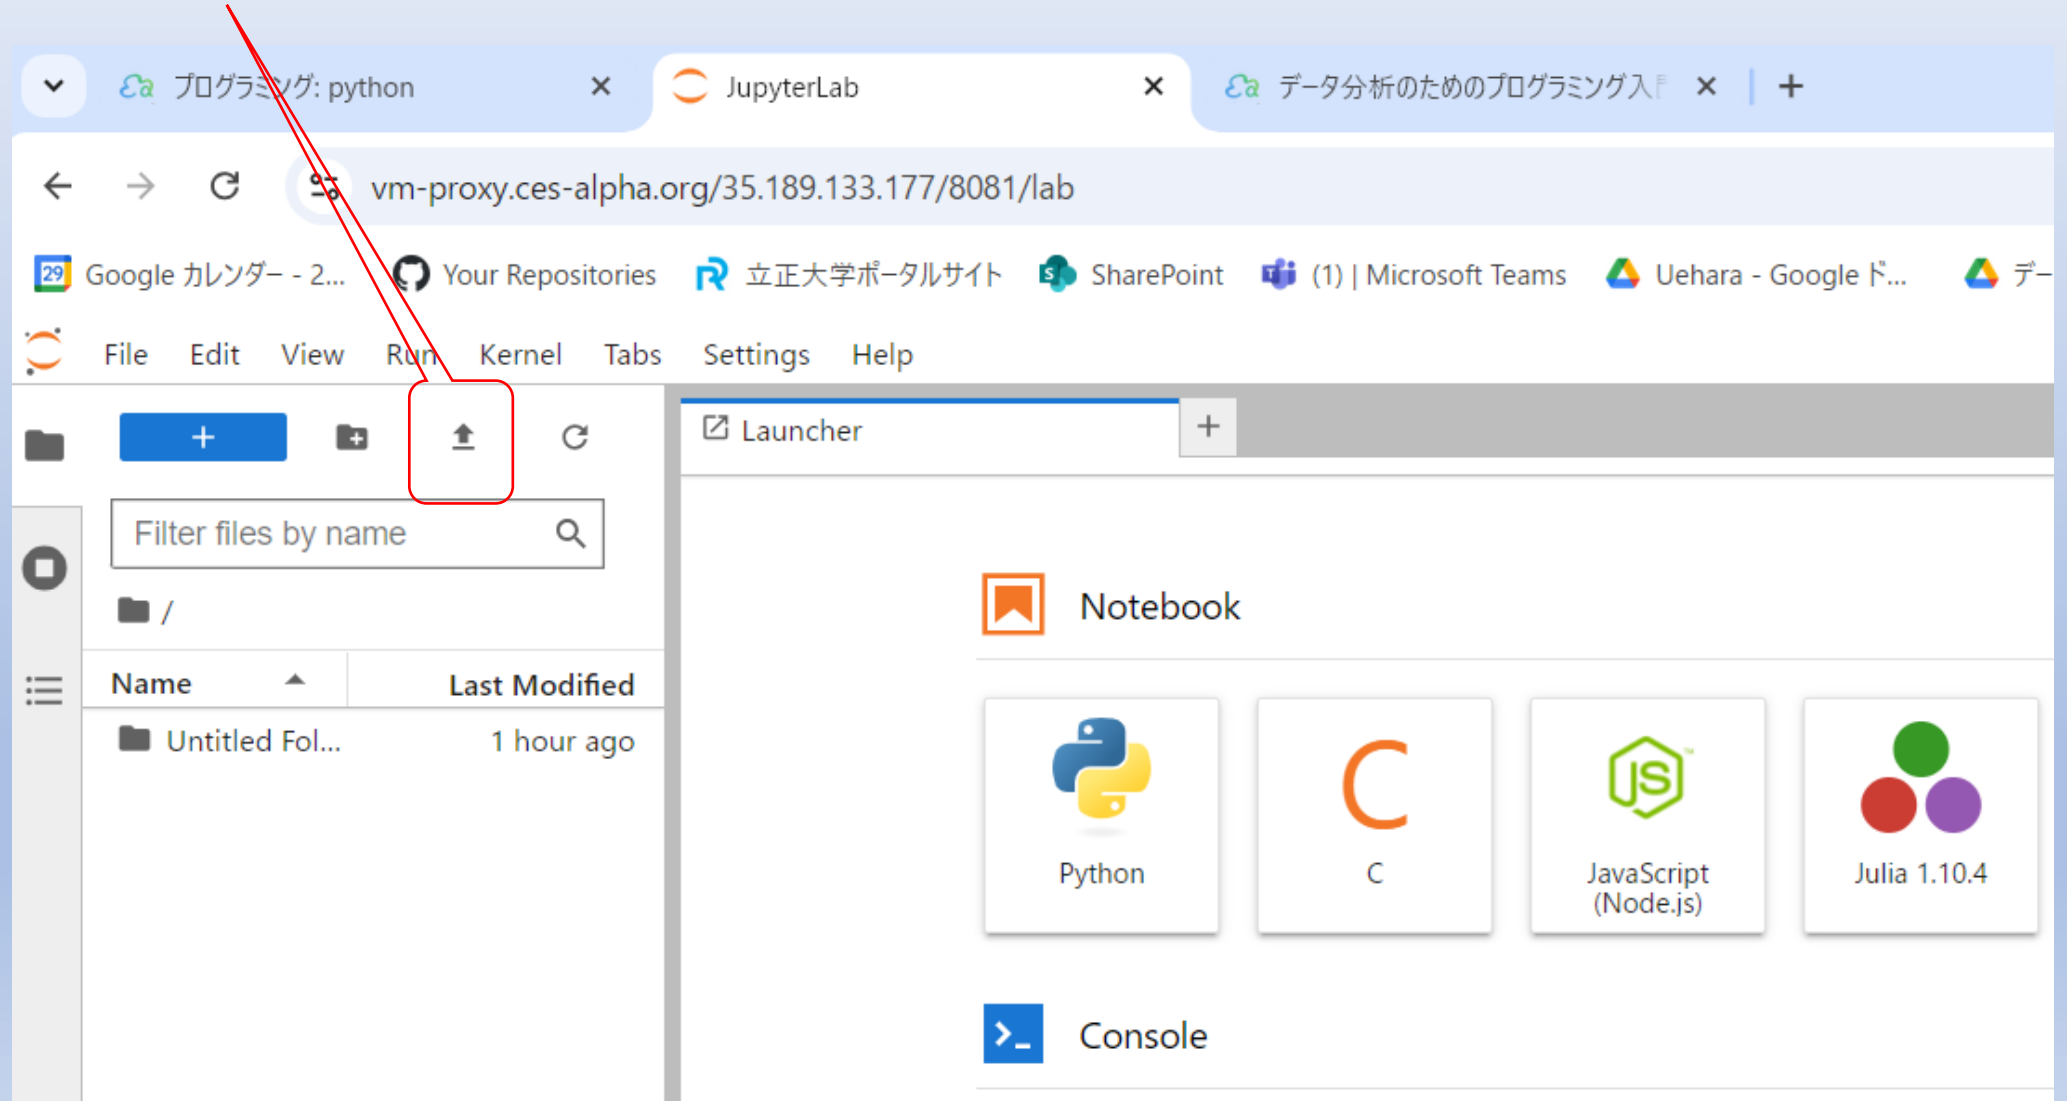 プログラミング: python
JupyterLab
データ分析のためのプログラミング入門
vm-proxy.ces-alpha.org/35.189.133.177/8081/lab
29 Google カレンダー - 2... Your Repositories 立正大学ポータルサイト SharePoint (1) | Microsoft Teams Uehara - Google ド... デー
File Edit View Run Kernel Tabs Settings Help
Launcher
Filter files by name
/
Name Last Modified
Untitled Fol... 1 hour ago
Notebook
Python
C
JavaScript
(Node.js)
Julia 1.10.4
Console